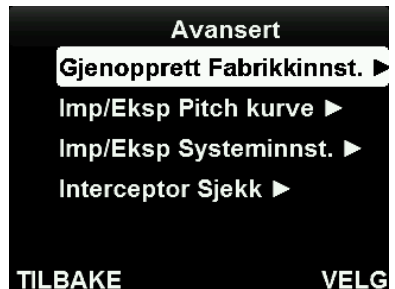 Avansert
Gjenopprett Fabrikkinnst. ►
Imp/Eksp Pitch kurve ►
Imp/Eksp Systeminnst. ►
Interceptor Sjekk ►
TILBAKE VELG